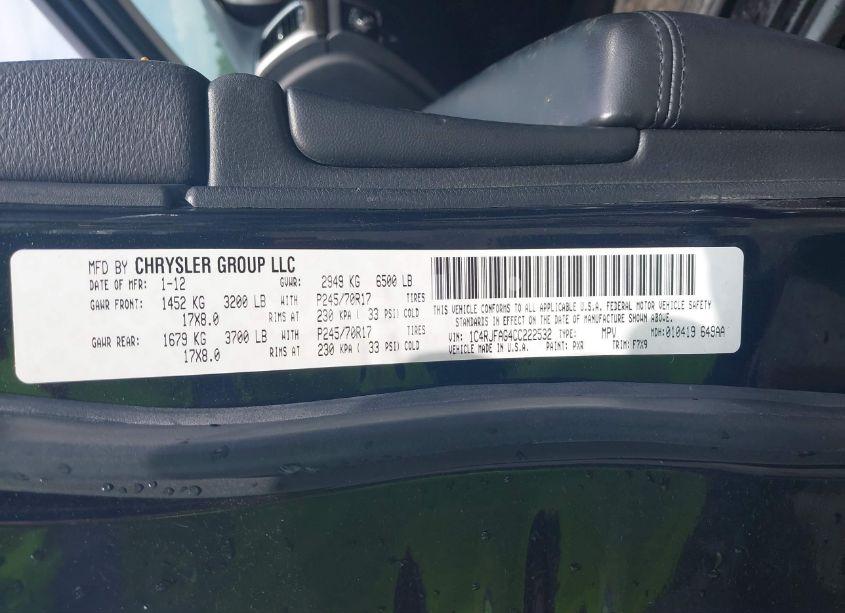 MFD BY CHRYSLER GROUP LLC
DATE OF MFR: 1-12 GVWR: 2949 KG 6500 LB
GAWR FRONT: 1452 KG 3200 LB WITH P245/70R17 TIRES
17X8.0 RIMS AT 230 KPA ( 33 PSI) COLD
GAWR REAR: 1679 KG 3700 LB WITH P245/70R17 TIRES
17X8.0 RIMS AT 230 KPA ( 33 PSI) COLD
THIS VEHICLE CONFORMS TO ALL APPLICABLE U.S.A. FEDERAL MOTOR VEHICLE SAFETY
STANDARDS IN EFFECT ON THE DATE OF MANUFACTURE SHOWN ABOVE.
VIN: 1C4RJFAG4CC222532 TYPE: MPV MDH: 010419 649AA
VEHICLE MADE IN U.S.A. PAINT: PXR TRIM: F7X9